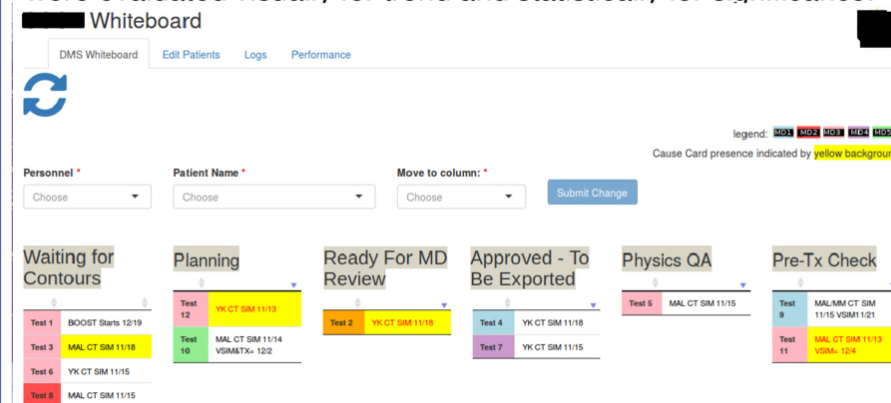 Whiteboard
DMS Whiteboard Edit Patients Logs Performance
legend: MD1 MD2 MD3 MD4 MD5
Cause Card presence indicated by yellow
Personnel * Patient Name * Move to column: *
Choose Choose Choose Submit Change
Waiting for
Contours
Test 1 BOOST Starts 12/19
Test 3 MAL CT SIM 11/18
Test 6 YK CT SIM 11/15
Test 8 MAL CT SIM 11/15
Planning
Test
12
YK CT SIM 11/13
Test
10
MAL CT SIM 11/14
VSIM&TX= 12/2
Ready For MD
Review
Test 2 YK CT SIM 11/18
Approved - To
Be Exported
Test 4 YK CT SIM 11/18
Test 7 YK CT SIM 11/15
Physics QA
Test 5 MAL CT SIM 11/15
Pre-Tx Check
Test
9
MAL/MM CT SIM
11/15 VSIM 1/21
Test
11
MAL CT SIM 11/13
VSIM= 12/4